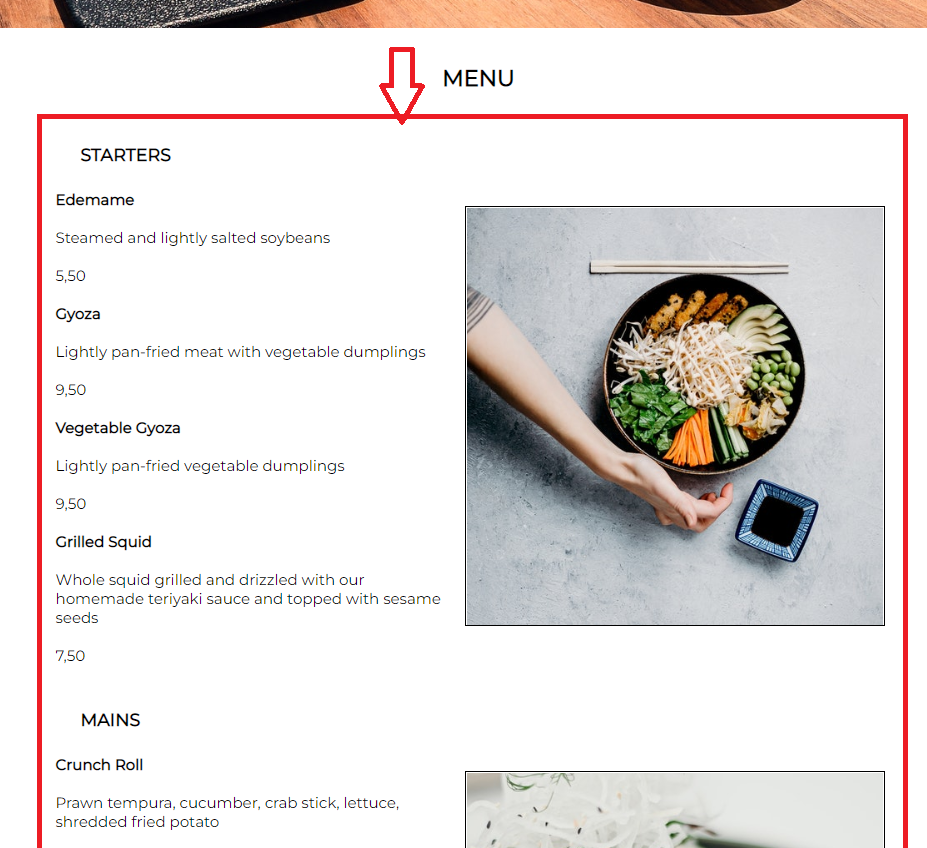 MENU
STARTERS
Edemame
Steamed and lightly salted soybeans
5,50
Gyoza
Lightly pan-fried meat with vegetable dumplings
9,50
Vegetable Gyoza
Lightly pan-fried vegetable dumplings
9,50
Grilled Squid
Whole squid grilled and drizzled with our
homemade teriyaki sauce and topped with sesame
seeds
7,50
MAINS
Crunch Roll
Prawn tempura, cucumber, crab stick, lettuce,
shredded fried potato